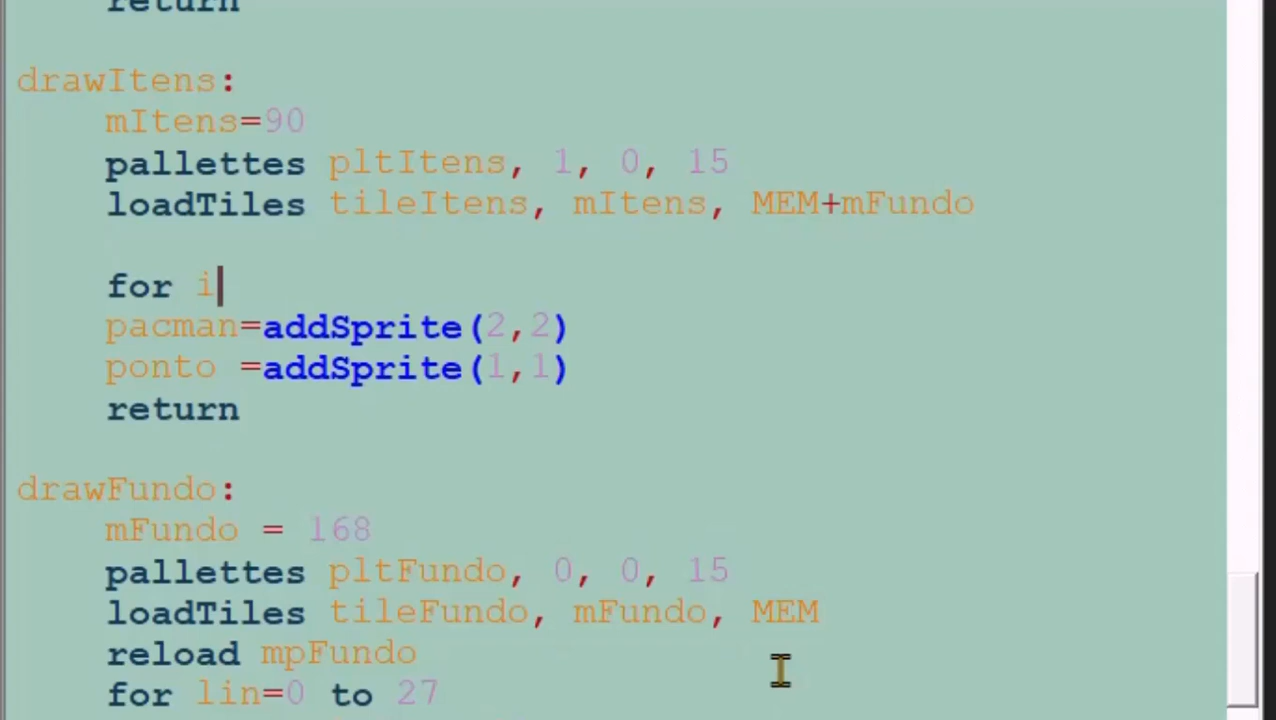 return
drawItens:
mItens=90
pallettes pltItens, 1, 0, 15
loadTiles tileItens, mItens, MEM+mFundo
for i
pacman=addSprite(2,2)
ponto =addSprite(1,1)
return
drawFundo:
mFundo = 168
pallettes pltFundo, 0, 0, 15
loadTiles tileFundo, mFundo, MEM
reload mpFundo
for lin=0 to 27